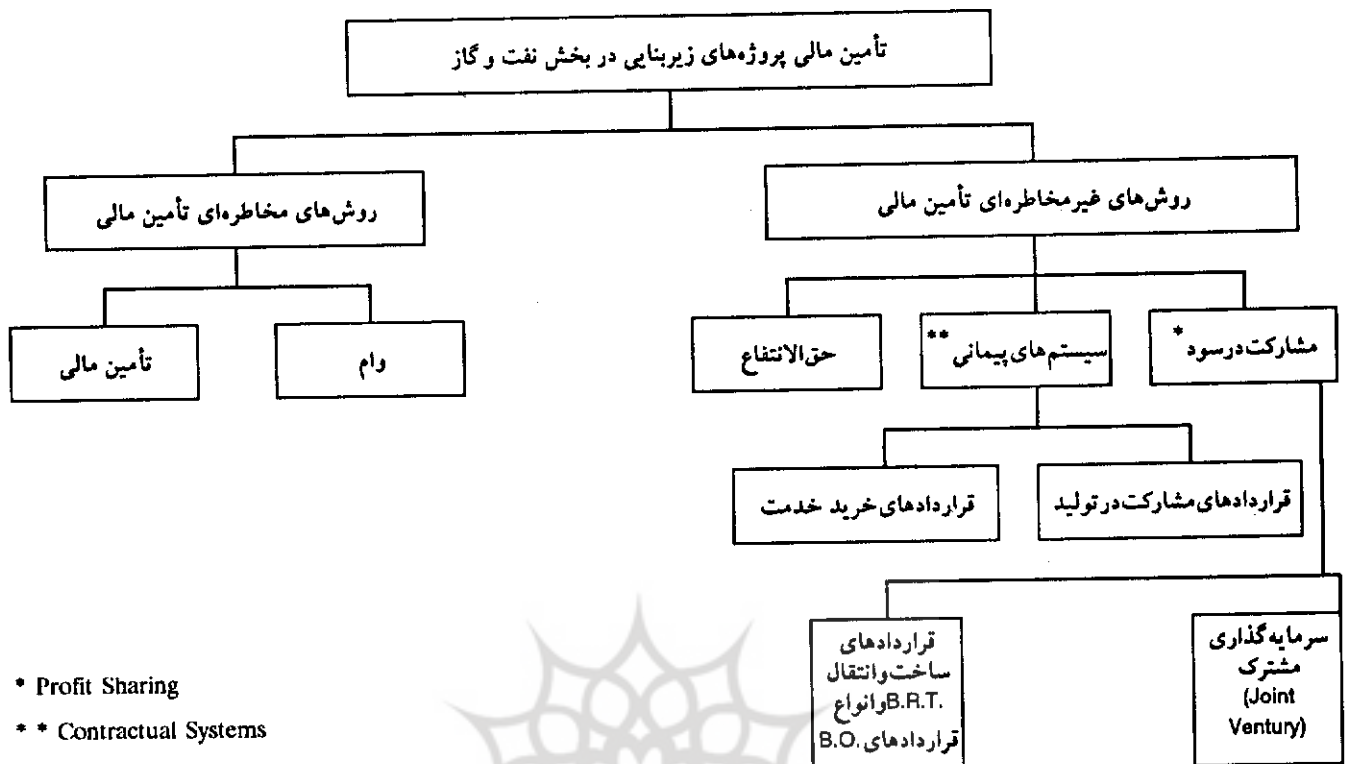 تأمین مالی پروژه‌های زیربنایی در بخش نفت و گاز
روش‌های غیرمخاطره‌ای تأمین مالی
روش‌های مخاطره‌ای تأمین مالی
مشارکت در سود *
سیستم‌های پیمانی **
حق‌الانتفاع
وام
تأمین مالی
قراردادهای مشارکت در تولید
قراردادهای خرید خدمت
سرمایه‌گذاری
مشترک
(Joint
Ventury)
قراردادهای
ساخت وانتقال
B.R.T. وانواع
قراردادهای B.O.
* Profit Sharing
* * Contractual Systems